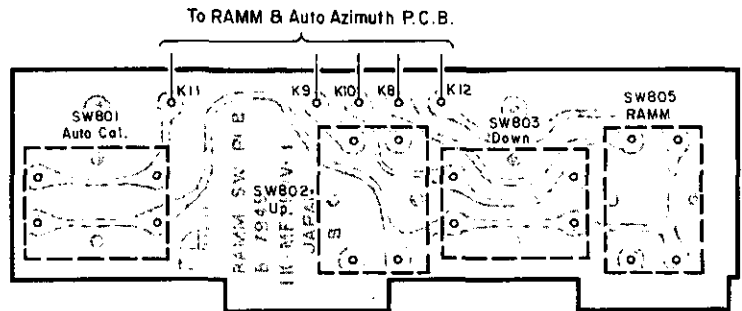 To RAMM & Auto Azimuth P.C.B.
K11
K9
K10
K8
K12
SW801
Auto Cal.
SW802
Up
SW803
Down
SW805
RAMM
RAMM SW PCB
JAPAN